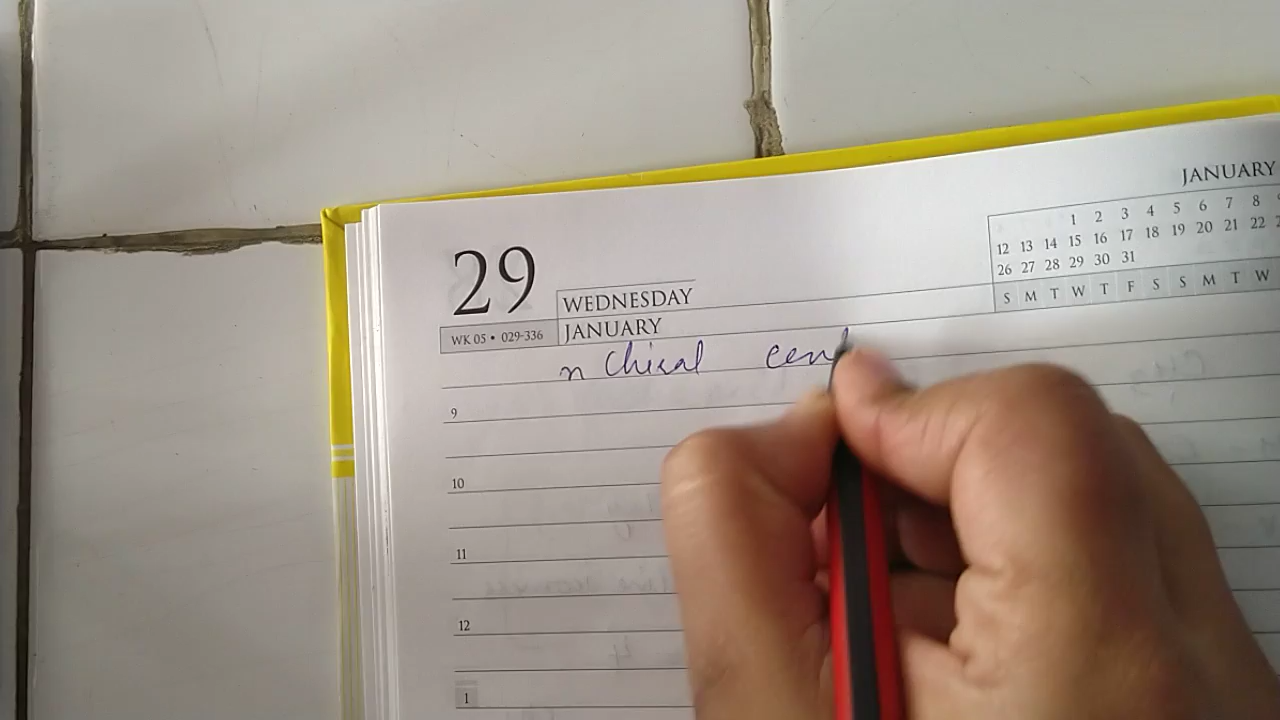 JANUARY
1 2 3 4 5 6 7 8
12 13 14 15 16 17 18 19 20 21 22
26 27 28 29 30 31
S M T W T F S S M T W
29
WEDNESDAY
WK 05 • 029-336 JANUARY
n Chiral cen
9
10
11
12
1